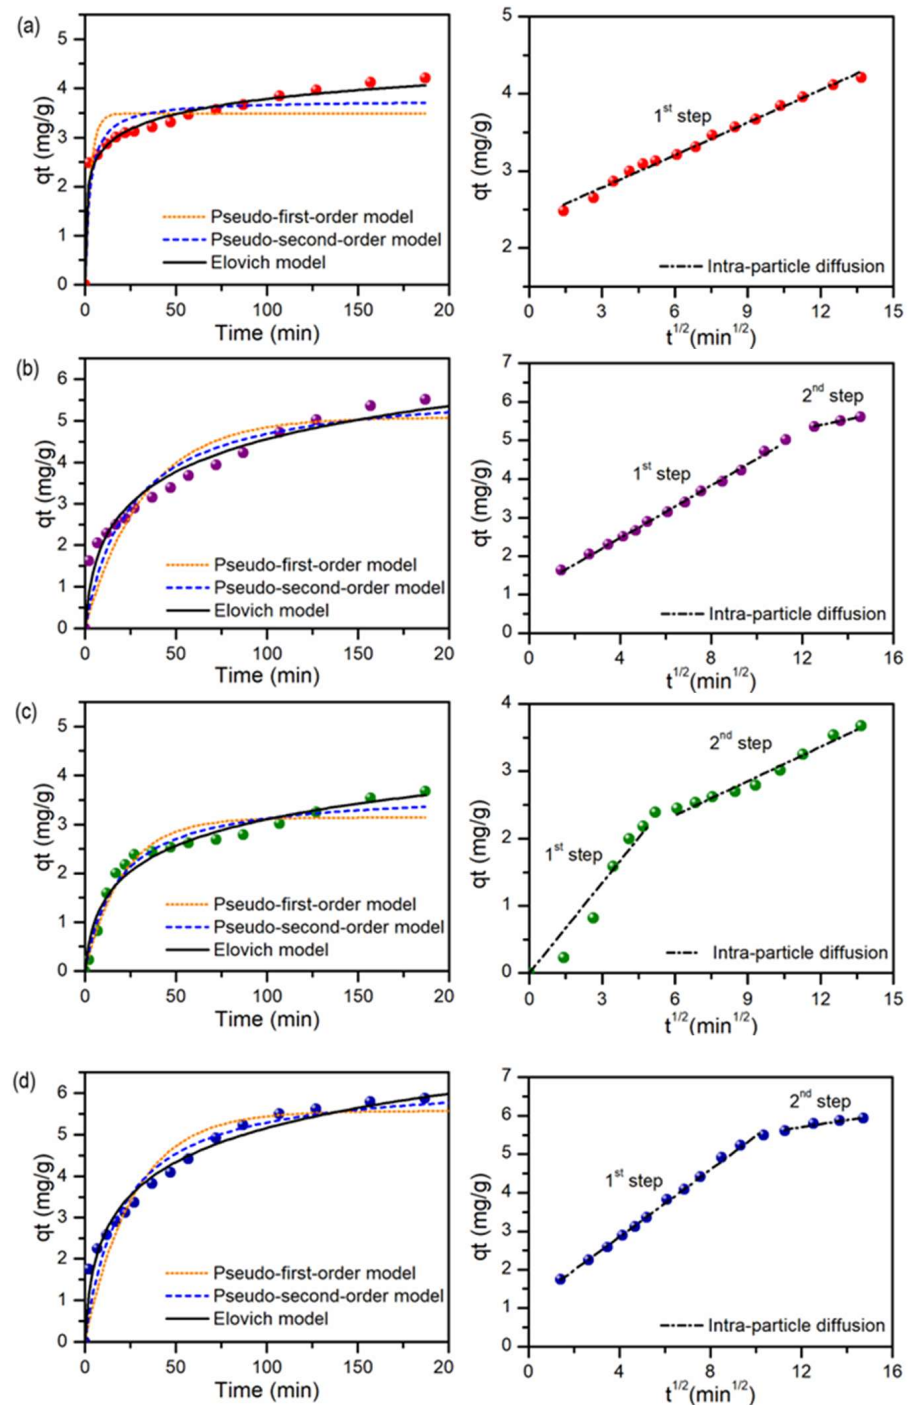 (a)
qt (mg/g)
5
4
3
2
1
0
Pseudo-first-order model
Pseudo-second-order model
Elovich model
0 50 100 150 20
Time (min)
qt (mg/g)
5
4
3
2
1st step
Intra-particle diffusion
0 3 6 9 12 15
t1/2(min1/2)
(b)
qt (mg/g)
6
5
4
3
2
1
0
Pseudo-first-order model
Pseudo-second-order model
Elovich model
0 50 100 150 20
Time (min)
qt (mg/g)
7
6
5
4
3
2
1
0
2nd step
1st step
Intra-particle diffusion
0 4 8 12 16
t1/2(min1/2)
(c)
qt (mg/g)
5
4
3
2
1
0
Pseudo-first-order model
Pseudo-second-order model
Elovich model
0 50 100 150 20
Time (min)
qt (mg/g)
4
3
2
1
0
2nd step
1st step
Intra-particle diffusion
0 3 6 9 12 15
t1/2(min1/2)
(d)
qt (mg/g)
6
5
4
3
2
1
0
Pseudo-first-order model
Pseudo-second-order model
Elovich model
0 50 100 150 20
Time (min)
qt (mg/g)
7
6
5
4
3
2
1
0
2nd step
1st step
Intra-particle diffusion
0 4 8 12 16
t1/2(min1/2)